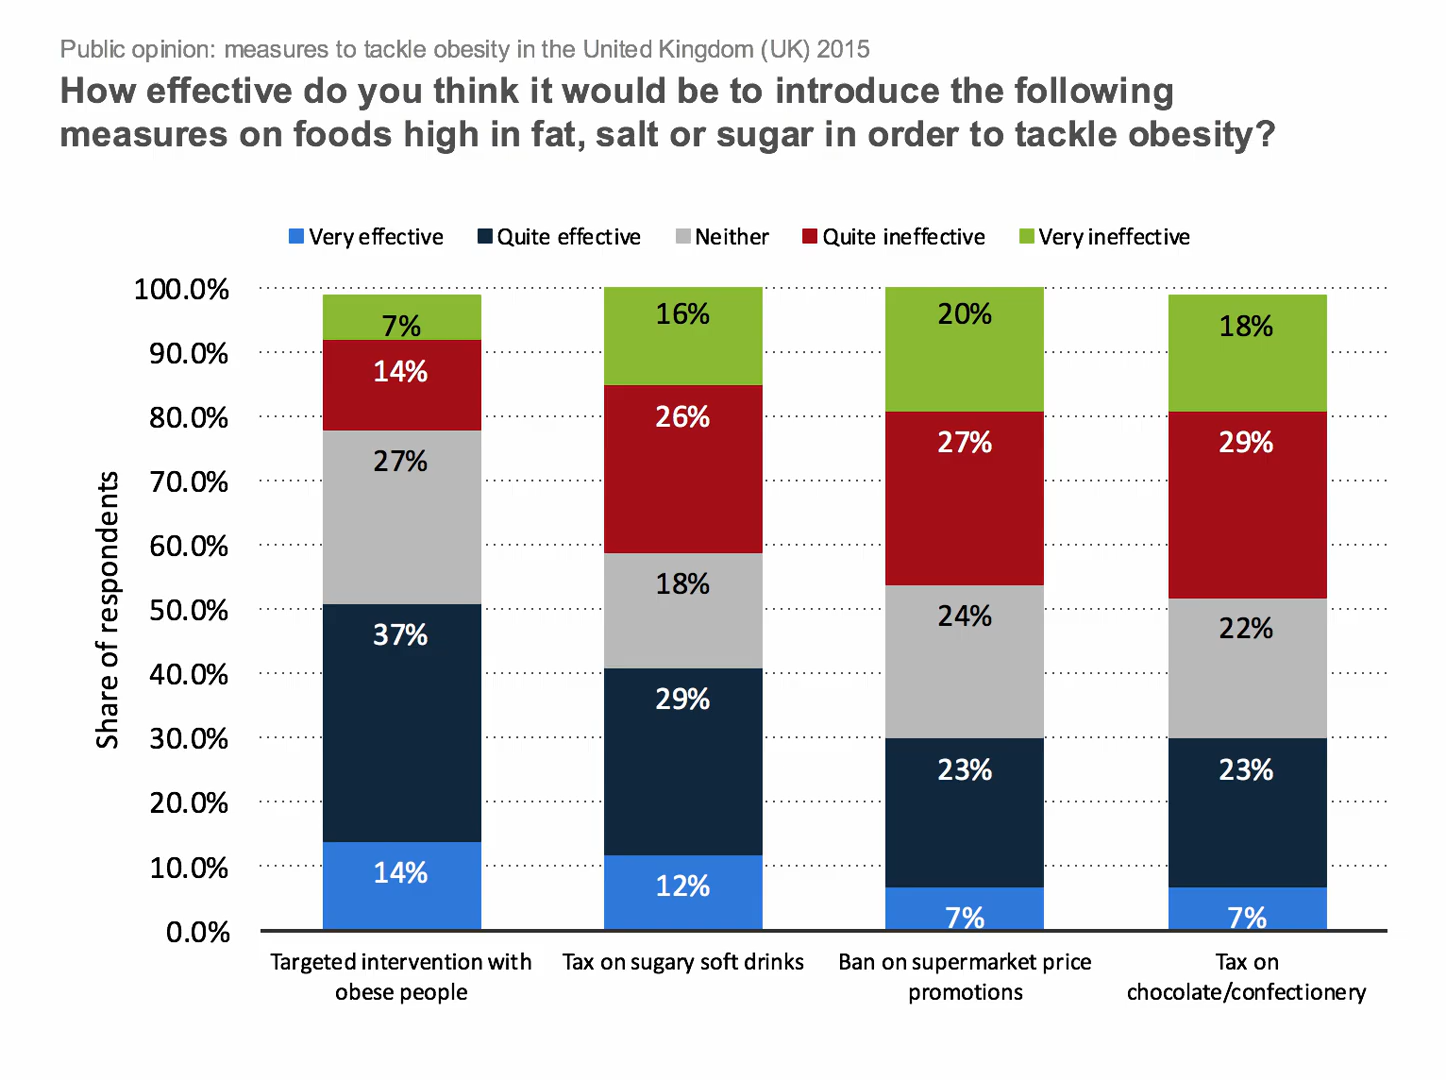 Public opinion: measures to tackle obesity in the United Kingdom (UK) 2015
How effective do you think it would be to introduce the following
measures on foods high in fat, salt or sugar in order to tackle obesity?
Very effective Quite effective Neither Quite ineffective Very ineffective
Share of respondents
100.0%
90.0%
80.0%
70.0%
60.0%
50.0%
40.0%
30.0%
20.0%
10.0%
0.0%
7%
14%
27%
37%
14%
16%
26%
18%
29%
12%
20%
27%
24%
23%
7%
18%
29%
22%
23%
7%
Targeted intervention with
obese people
Tax on sugary soft drinks
Ban on supermarket price
promotions
Tax on
chocolate/confectionery